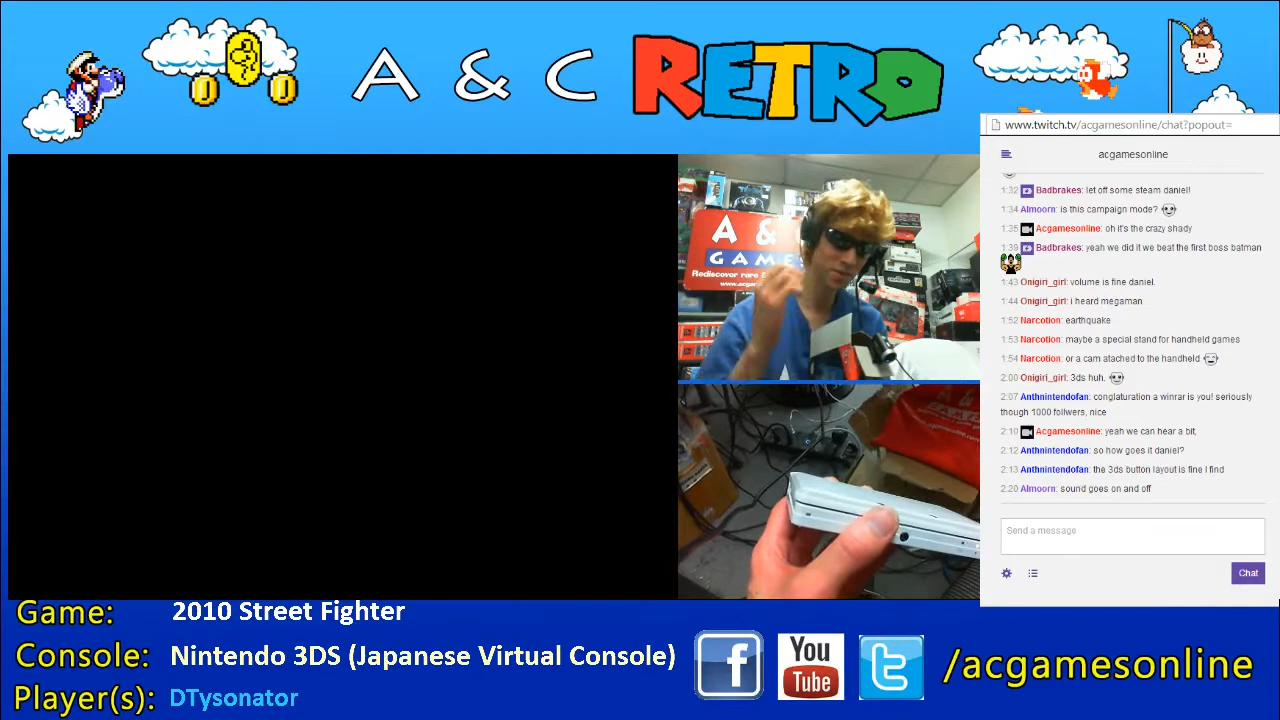 A & C RETRO
www.twitch.tv/acgamesonline/chat?popout=
acgamesonline
1:32 Badbrakes: let off some steam daniel!
1:34 Almoorn: is this campaign mode?
1:35 Acgamesonline: oh it's the crazy shady
1:39 Badbrakes: yeah we did it we beat the first boss batman
1:43 Onigiri_girl: volume is fine daniel.
1:44 Onigiri_girl: i heard megaman
1:52 Narcotion: earthquake
1:53 Narcotion: maybe a special stand for handheld games
1:54 Narcotion: or a cam atached to the handheld
2:00 Onigiri_girl: 3ds huh.
2:07 Anthnintendofan: conglaturation a winrar is you! seriously
though 1000 follwers, nice
2:10 Acgamesonline: yeah we can hear a bit,
2:12 Anthnintendofan: so how goes it daniel?
2:13 Anthnintendofan: the 3ds button layout is fine I find
2:20 Almoorn: sound goes on and off
Send a message
Chat
A &
GAMES
Rediscover rare
Game: 2010 Street Fighter
Console: Nintendo 3DS (Japanese Virtual Console)
Player(s): DTysonator
f
You
Tube
t
/acgamesonline